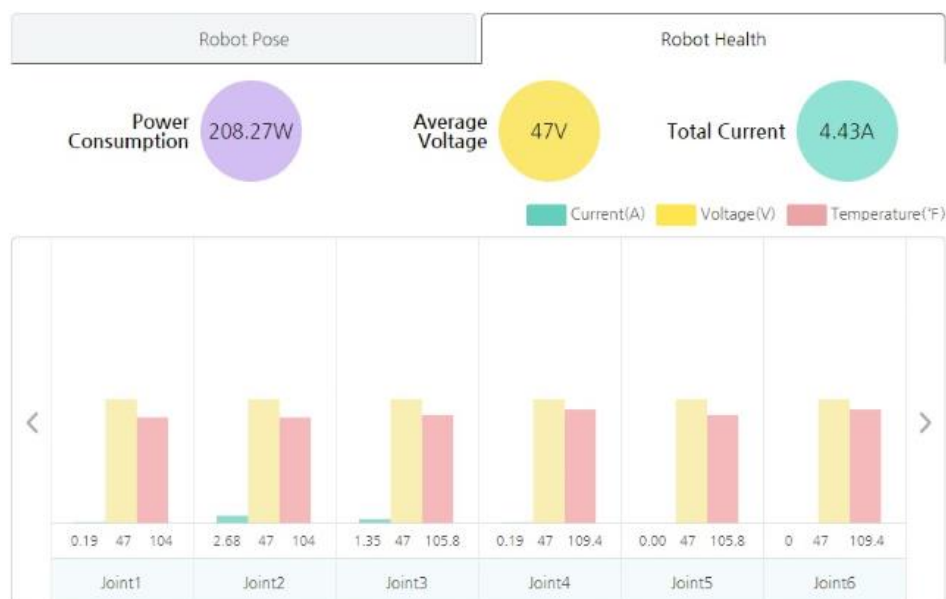 Robot Pose
Robot Health
Power
Consumption
208.27W
Average
Voltage
47V
Total Current
4.43A
Current(A) Voltage(V) Temperature(°F)
0.19 47 104 2.68 47 104 1.35 47 105.8 0.19 47 109.4 0.00 47 105.8 0 47 109.4
Joint1 Joint2 Joint3 Joint4 Joint5 Joint6